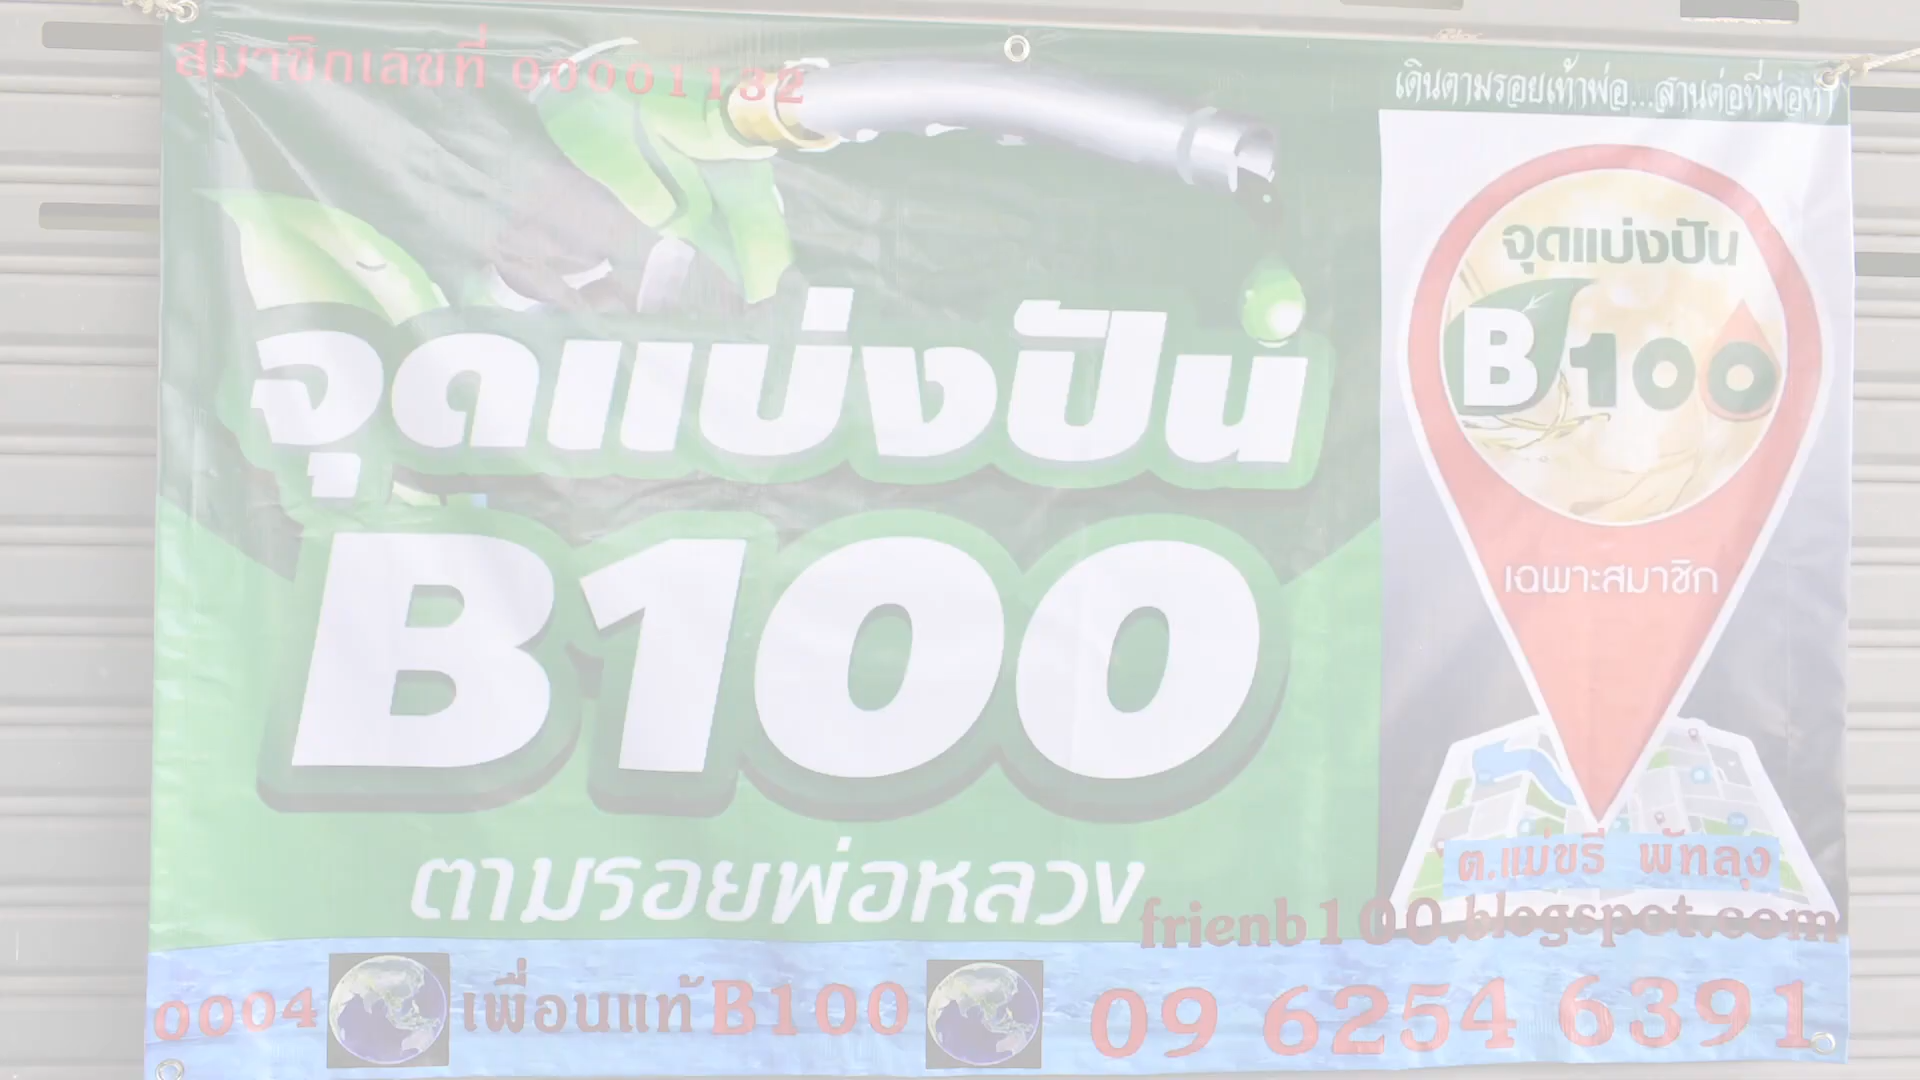 สมาชิกเลขที่ 00001132
เดินตามรอยเท้าพ่อ...สานต่อที่พ่อทำ
จุดแบ่งปัน
B100
ตามรอยพ่อหลวง
จุดแบ่งปัน
B100
เฉพาะสมาชิก
ต.แม่ขรี พัทลุง
frienb100.blogspot.com
0004 เพื่อนแท้ B100 09 6254 6391